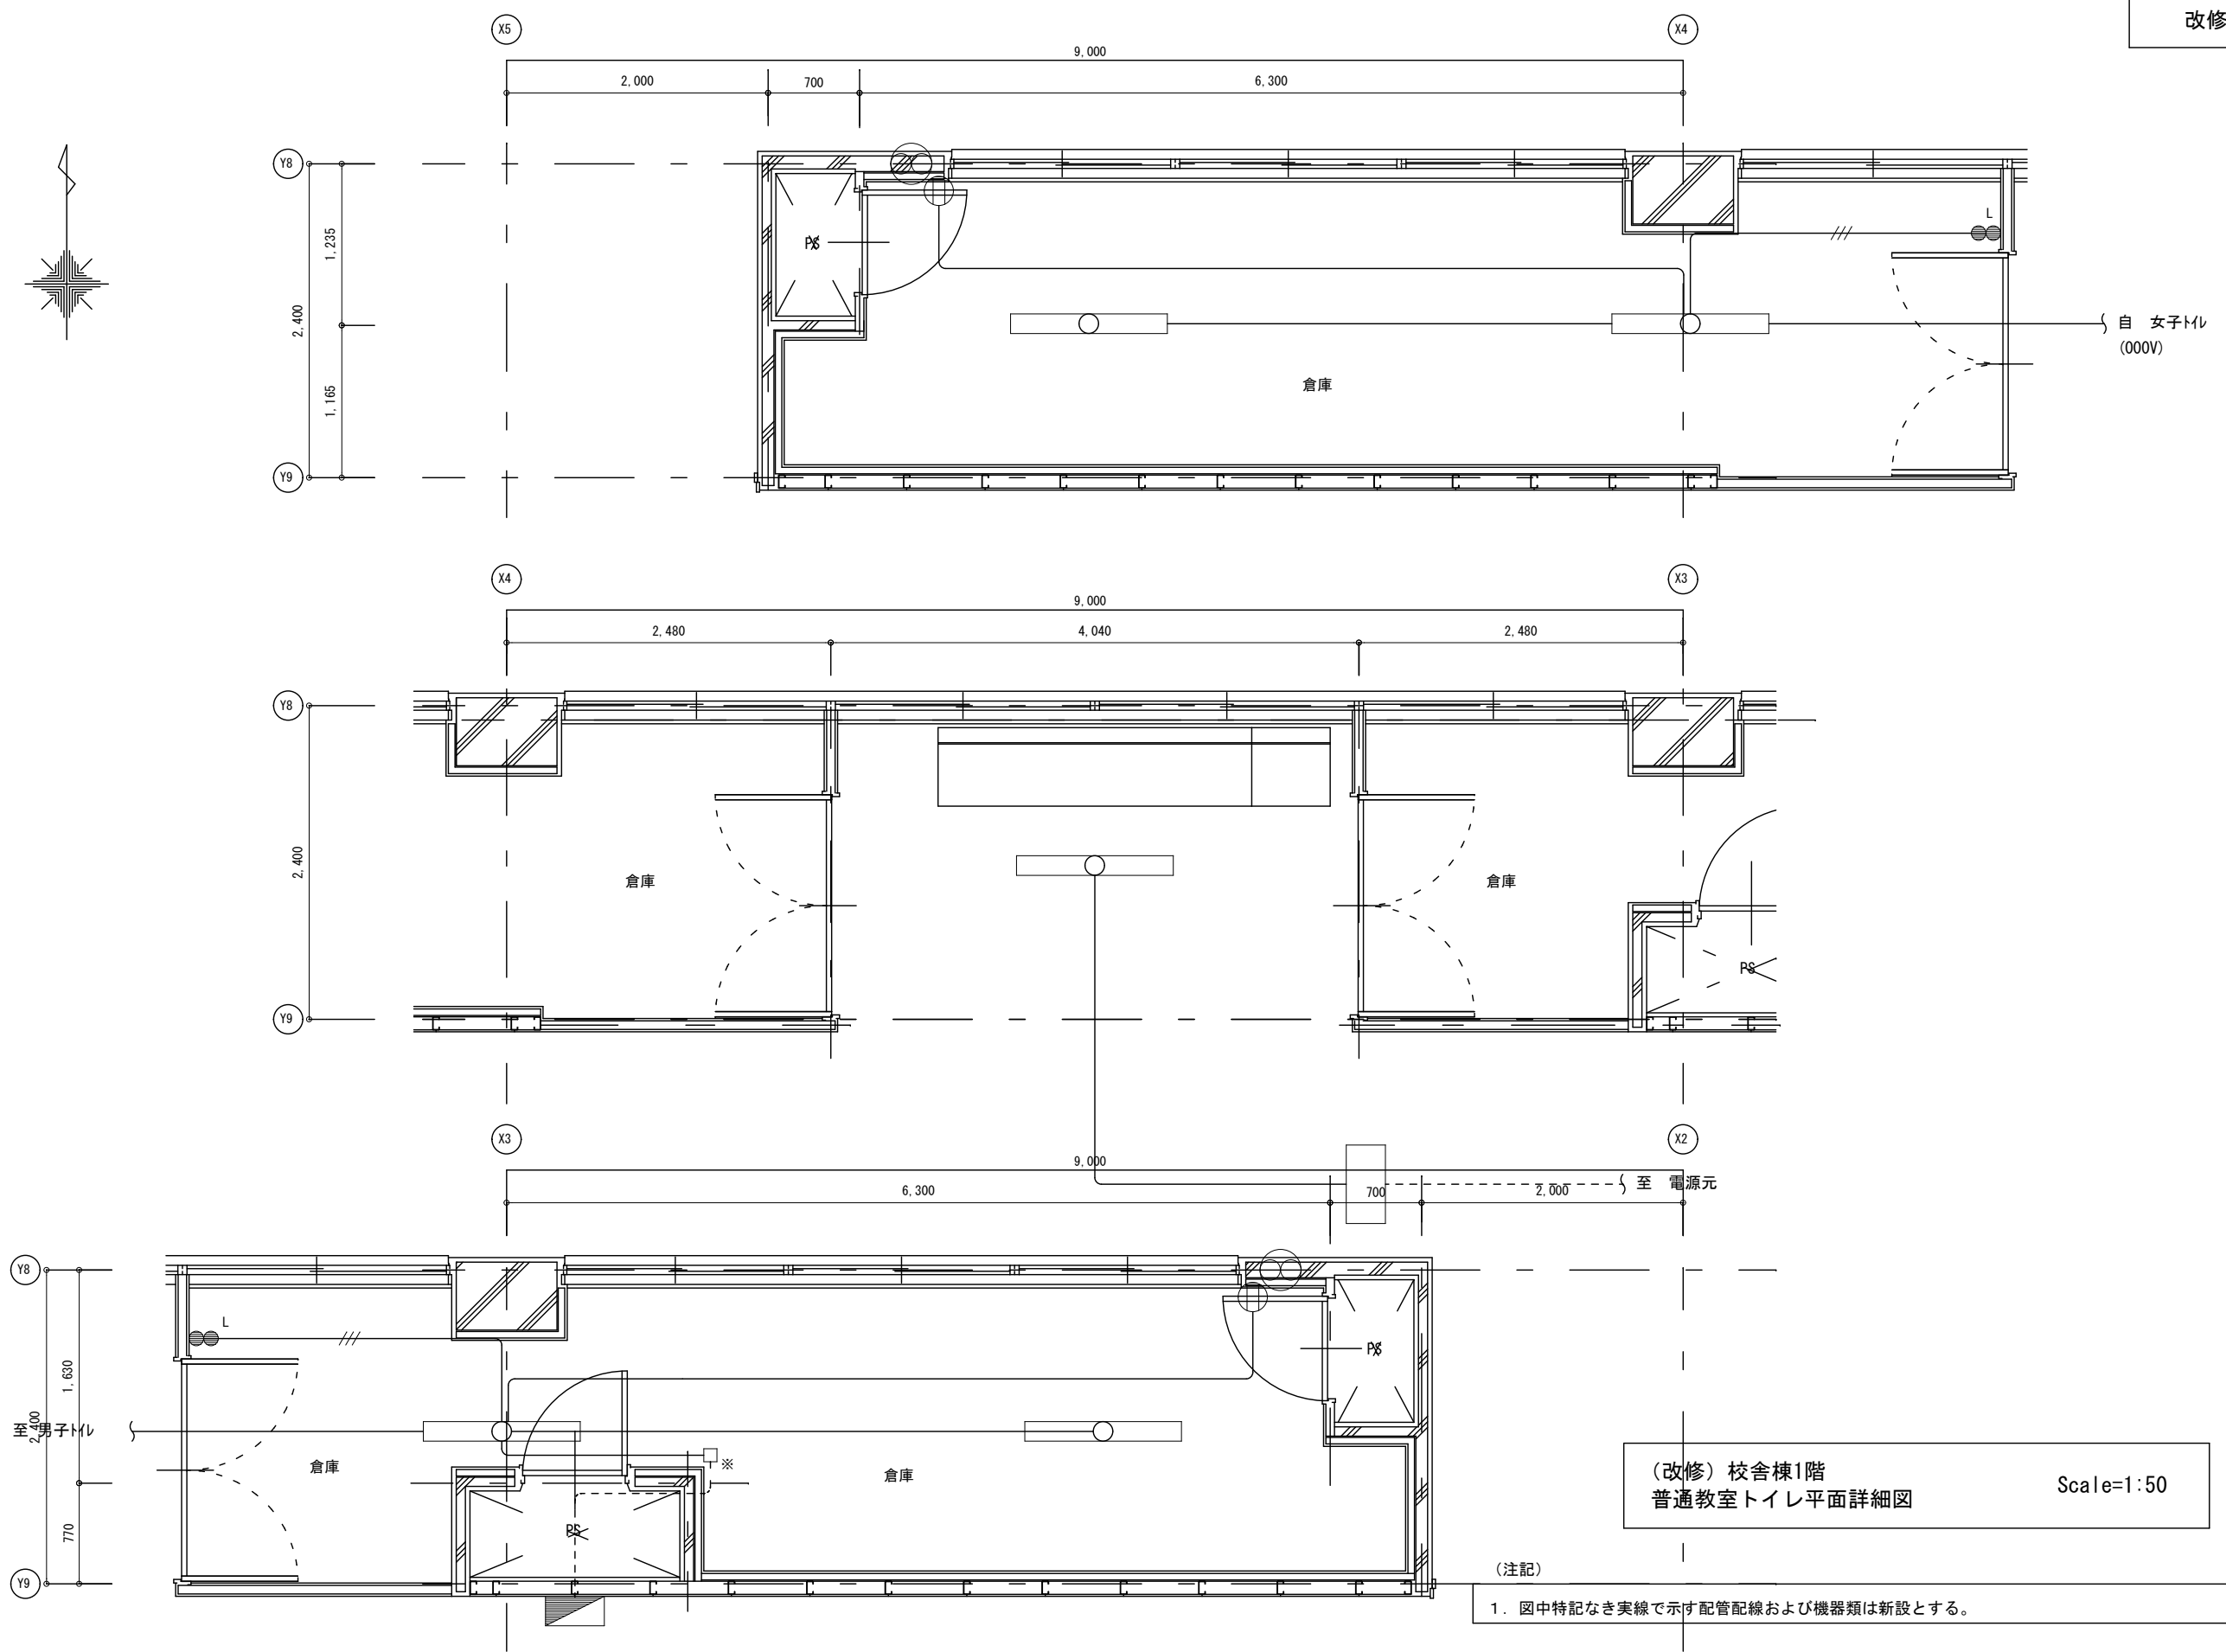 改修
X5
X4
9,000
2,000
700
6,300
Y8
1,235
2,400
1,165
Y9
PS
L
自 女子ﾄｲﾚ
(000V)
倉庫
X4
X3
9,000
2,480
4,040
2,480
Y8
2,400
Y9
倉庫
倉庫
PS
X3
X2
9,000
6,300
700
2,000
至 電源元
Y8
1,630
2,400
770
Y9
L
PS
至 男子ﾄｲﾚ
倉庫
※
倉庫
PS
(改修) 校舎棟1階
普通教室トイレ平面詳細図
Scale=1:50
(注記)
1. 図中特記なき実線で示す配管配線および機器類は新設とする。